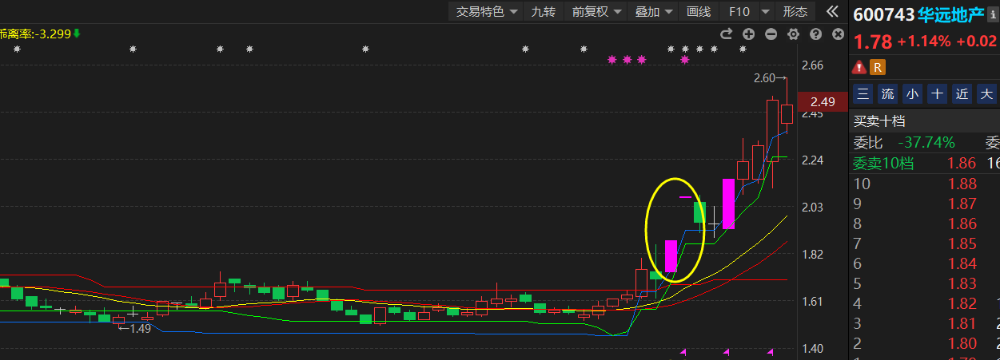 交易特色 九转 前复权 叠加 画线 F10 形态
600743 华远地产
乖离率:-3.299
1.78 +1.14% +0.02
R
三 流 小 十 近 大
买卖十档
委比 -37.74% 委
委卖10档 1.86
10 1.88
9 1.87
8 1.86
7 1.85
6 1.84
5 1.83
4 1.82
3 1.81
2 1.80
2.66
2.60
2.49
2.45
2.24
2.03
1.82
1.61
1.49
1.40